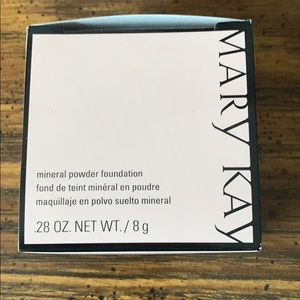 MARY KAY
mineral powder foundation
fond de teint minéral en poudre
maquillaje en polvo suelto mineral
.28 OZ. NET WT. / 8 g